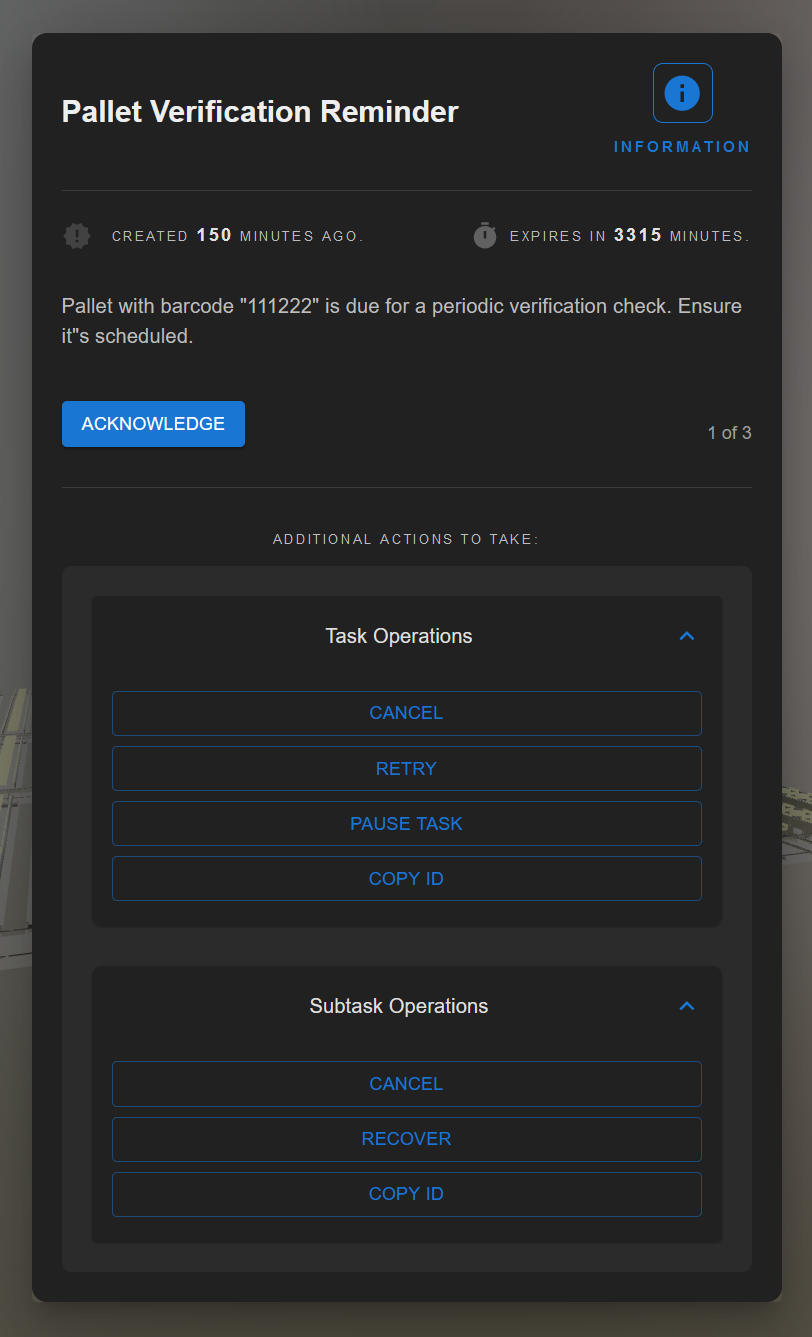 Pallet Verification Reminder
INFORMATION
CREATED 150 MINUTES AGO.
EXPIRES IN 3315 MINUTES.
Pallet with barcode "111222" is due for a periodic verification check. Ensure
it"s scheduled.
ACKNOWLEDGE
1 of 3
ADDITIONAL ACTIONS TO TAKE:
Task Operations
CANCEL
RETRY
PAUSE TASK
COPY ID
Subtask Operations
CANCEL
RECOVER
COPY ID